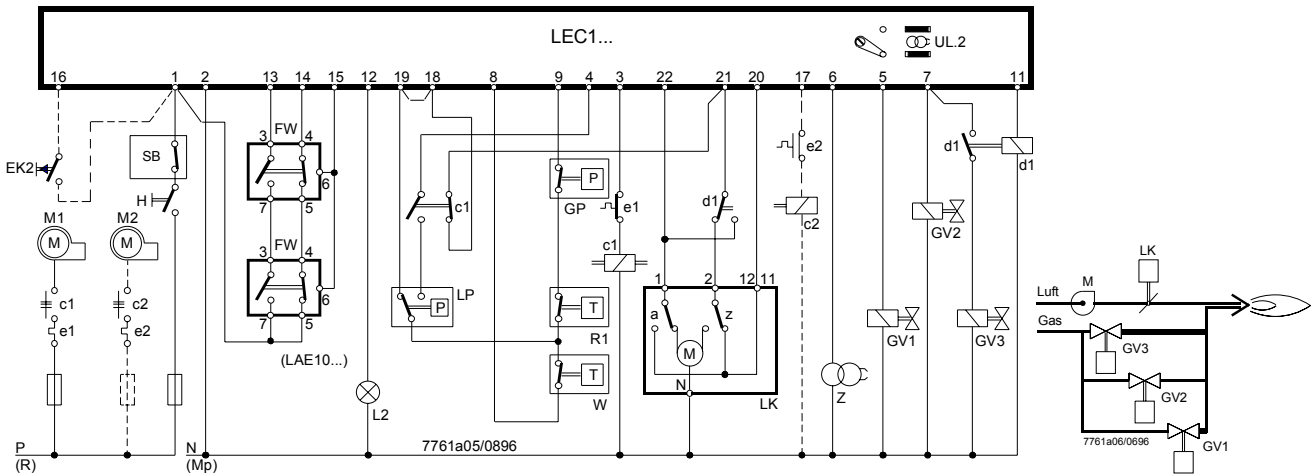 LEC1...
UL.2
16 1 2 13 14 15 12 19 18 8 9 4 3 22 21 20 17 6 5 7 11
3 FW 4
SB
EK2
H
6
7 5
P
GP
e1
c1
d1
e2
c2
d1
d1
M1 M2
M M
3 FW 4
6
7 5
(LAE10...)
c1 c2
e1 e2
c1
LP
P
T
R1
T
W
1 2 12 11
a z
M
N
LK
GV2
GV1
GV3
Z
L2
LK
Luft M
Gas
GV3
GV2
GV1
7761a06/0696
P
(R)
N
(Mp)
7761a05/0896